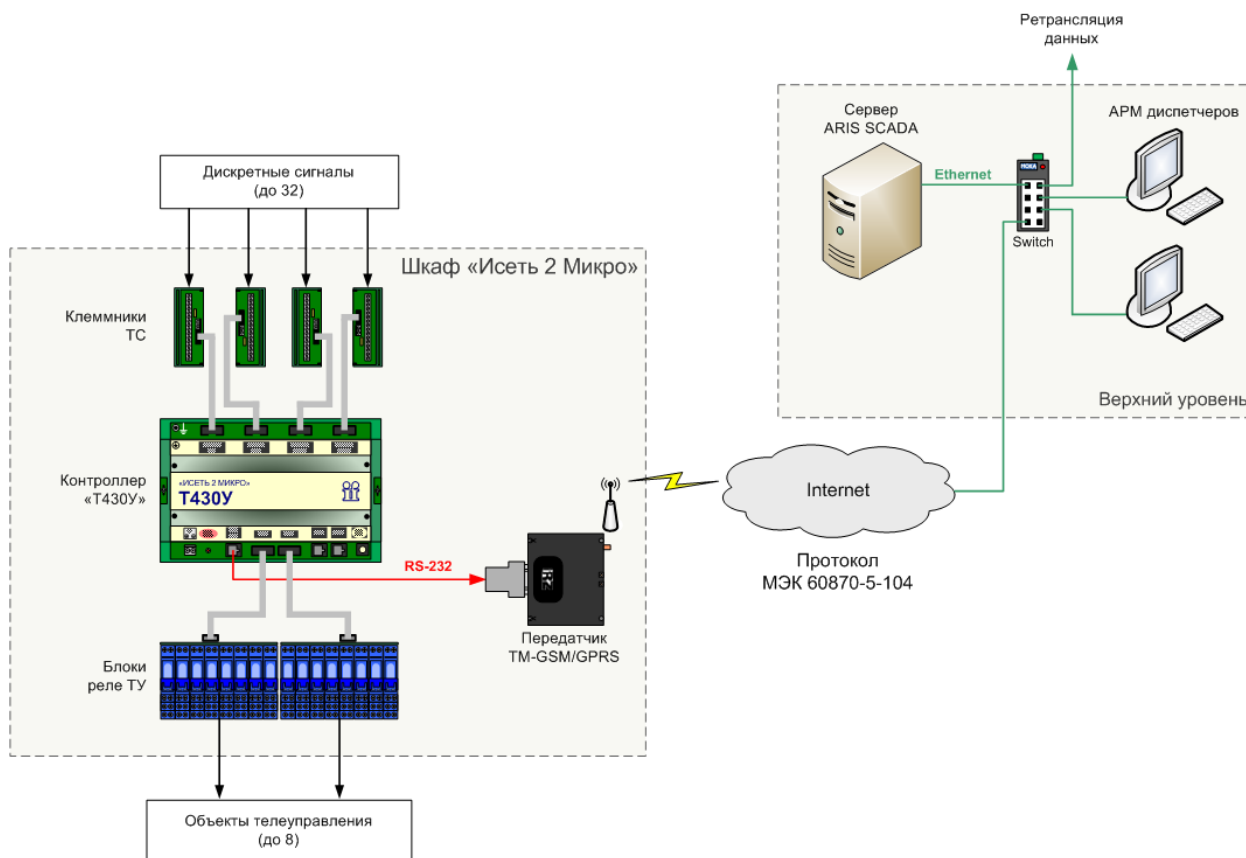 Ретрансляция
данных
Сервер
ARIS SCADA
АРМ диспетчеров
MOXA
Ethernet
Switch
Верхний уровень
Дискретные сигналы
(до 32)
Шкаф «Исеть 2 Микро»
Клеммники
ТС
Контроллер
«Т430У»
«ИСЕТЬ 2 МИКРО»
Т430У
RS-232
iRZ
Передатчик
TM-GSM/GPRS
Internet
Протокол
МЭК 60870-5-104
Блоки
реле ТУ
Объекты телеуправления
(до 8)